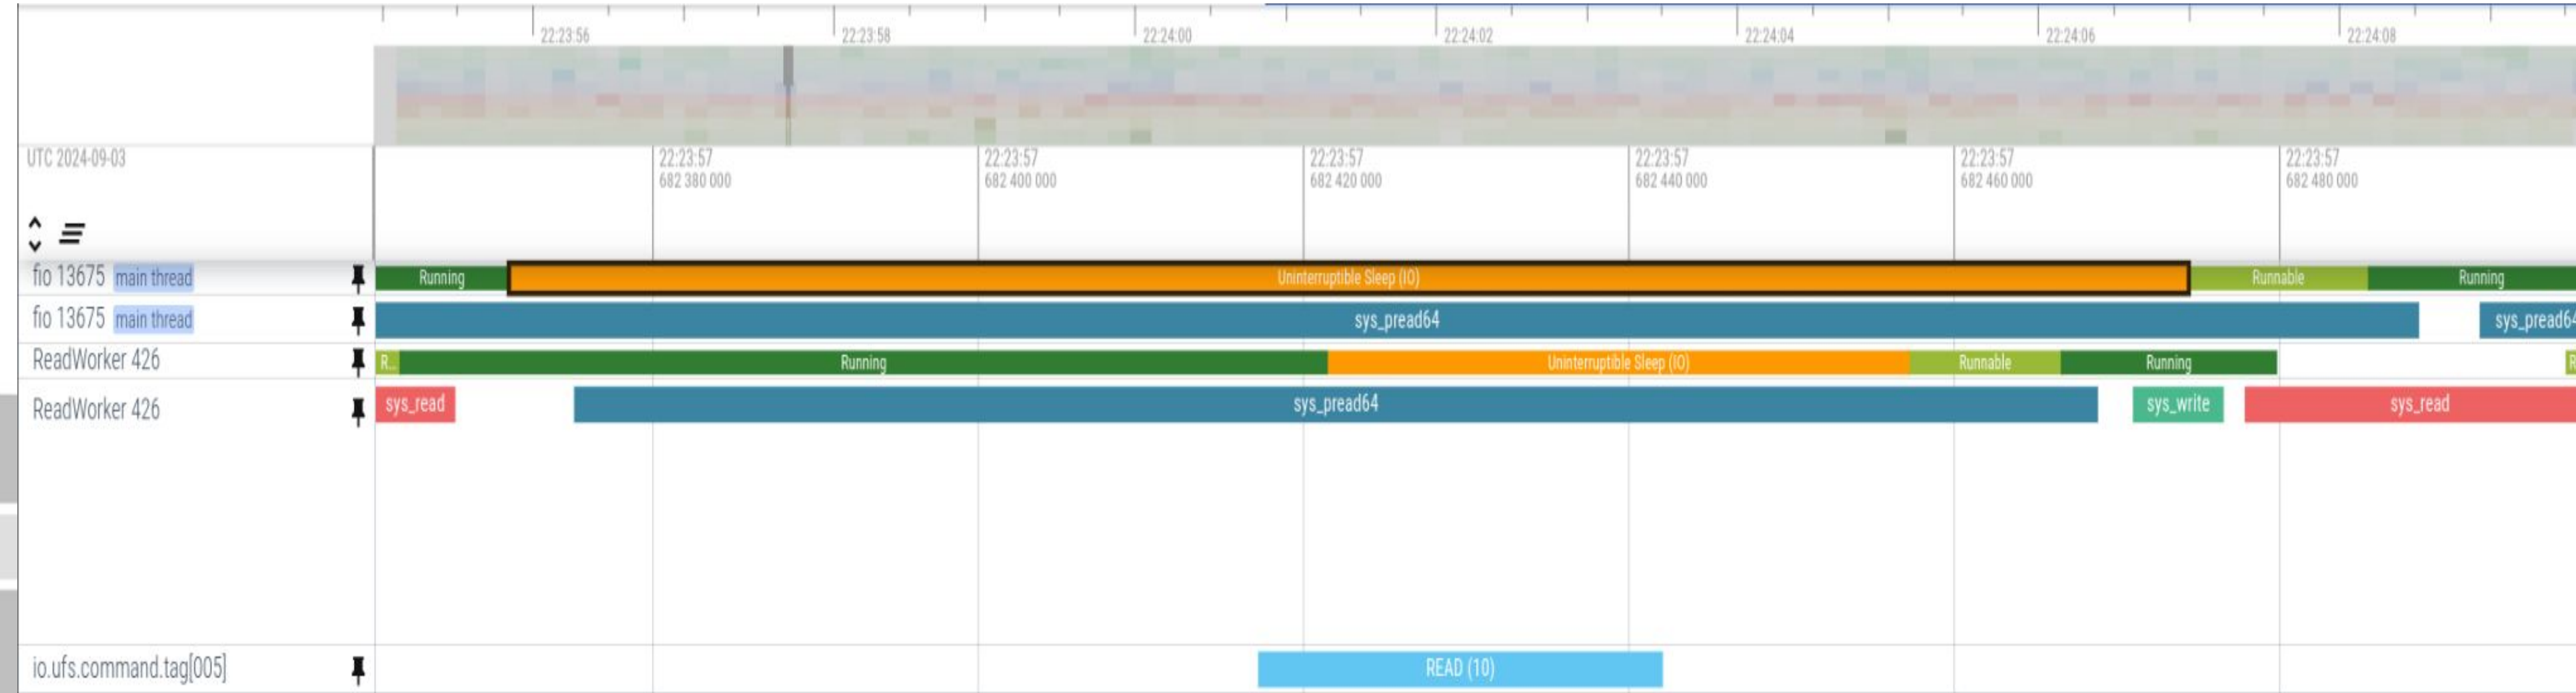 22:23:56 22:23:58 22:24:00 22:24:02 22:24:04 22:24:06 22:24:08
UTC 2024-09-03 22:23:57 22:23:57 22:23:57 22:23:57 22:23:57 22:23:57
682 380 000 682 400 000 682 420 000 682 440 000 682 460 000 682 480 000
fio 13675 main thread Running Uninterruptible Sleep (IO) Runnable Running
fio 13675 main thread sys_pread64 sys_pread64
ReadWorker 426 R... Running Uninterruptible Sleep (IO) Runnable Running R
ReadWorker 426 sys_read sys_pread64 sys_write sys_read
io.ufs.command.tag[005] READ (10)